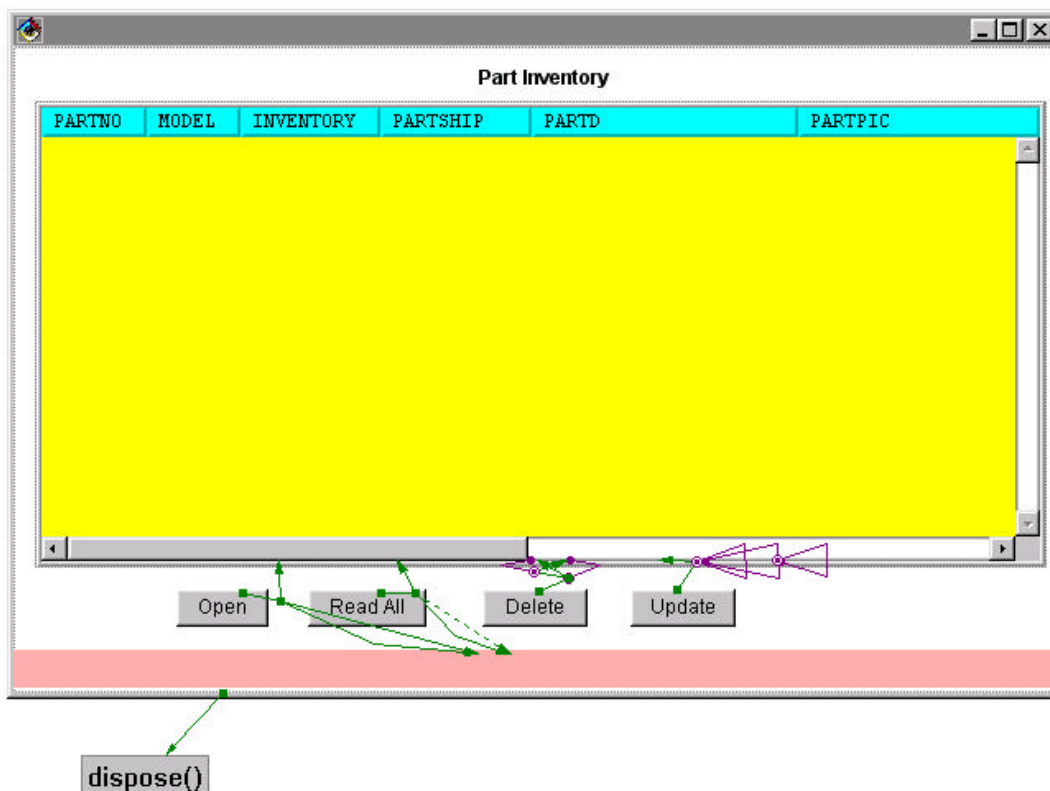 Part Inventory
PARTNO MODEL INVENTORY PARTSHIP PARTD PARTPIC
Open Read All Delete Update
dispose()